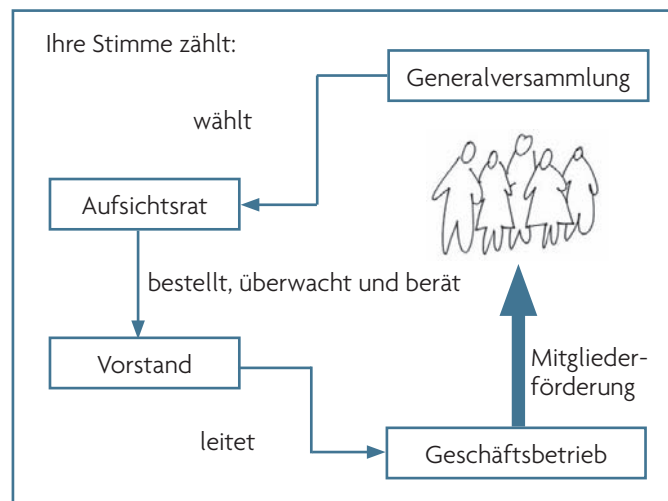 Ihre Stimme zählt:
Generalversammlung
wählt
Aufsichtsrat
bestellt, überwacht und berät
Vorstand
Mitglieder-
förderung
leitet
Geschäftsbetrieb